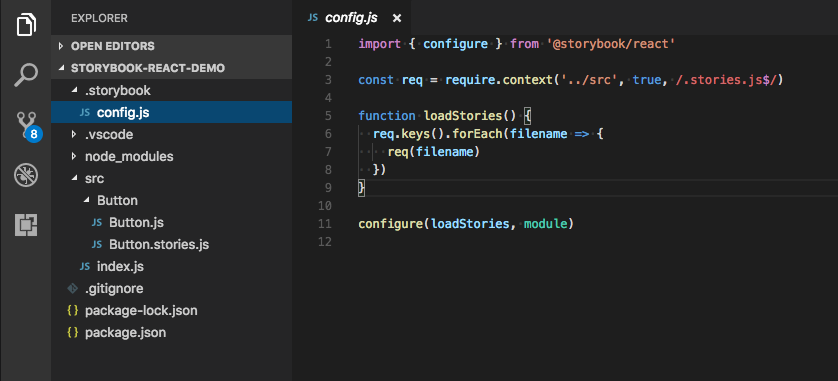 EXPLORER
OPEN EDITORS
STORYBOOK-REACT-DEMO
.storybook
JS config.js
.vscode
node_modules
src
Button
JS Button.js
JS Button.stories.js
JS index.js
.gitignore
{} package-lock.json
{} package.json
8
JS config.js ×
1 import { configure } from '@storybook/react'
2
3 const req = require.context('../src', true, /.stories.js$/)
4
5 function loadStories() {
6 req.keys().forEach(filename => {
7 req(filename)
8 })
9 }
10
11 configure(loadStories, module)
12